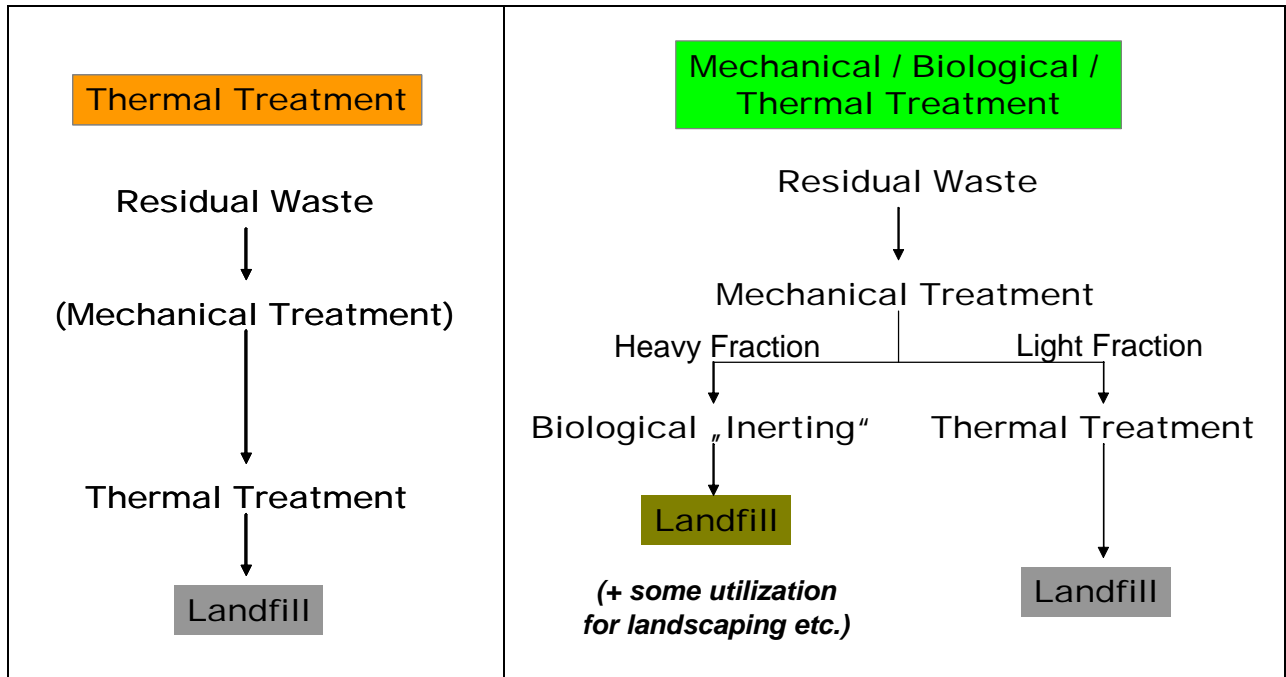 Thermal Treatment
Residual Waste
(Mechanical Treatment)
Thermal Treatment
Landfill
Mechanical / Biological /
Thermal Treatment
Residual Waste
Mechanical Treatment
Heavy Fraction
Light Fraction
Biological „Inerting“
Thermal Treatment
Landfill
(+ some utilization
for landscaping etc.)
Landfill